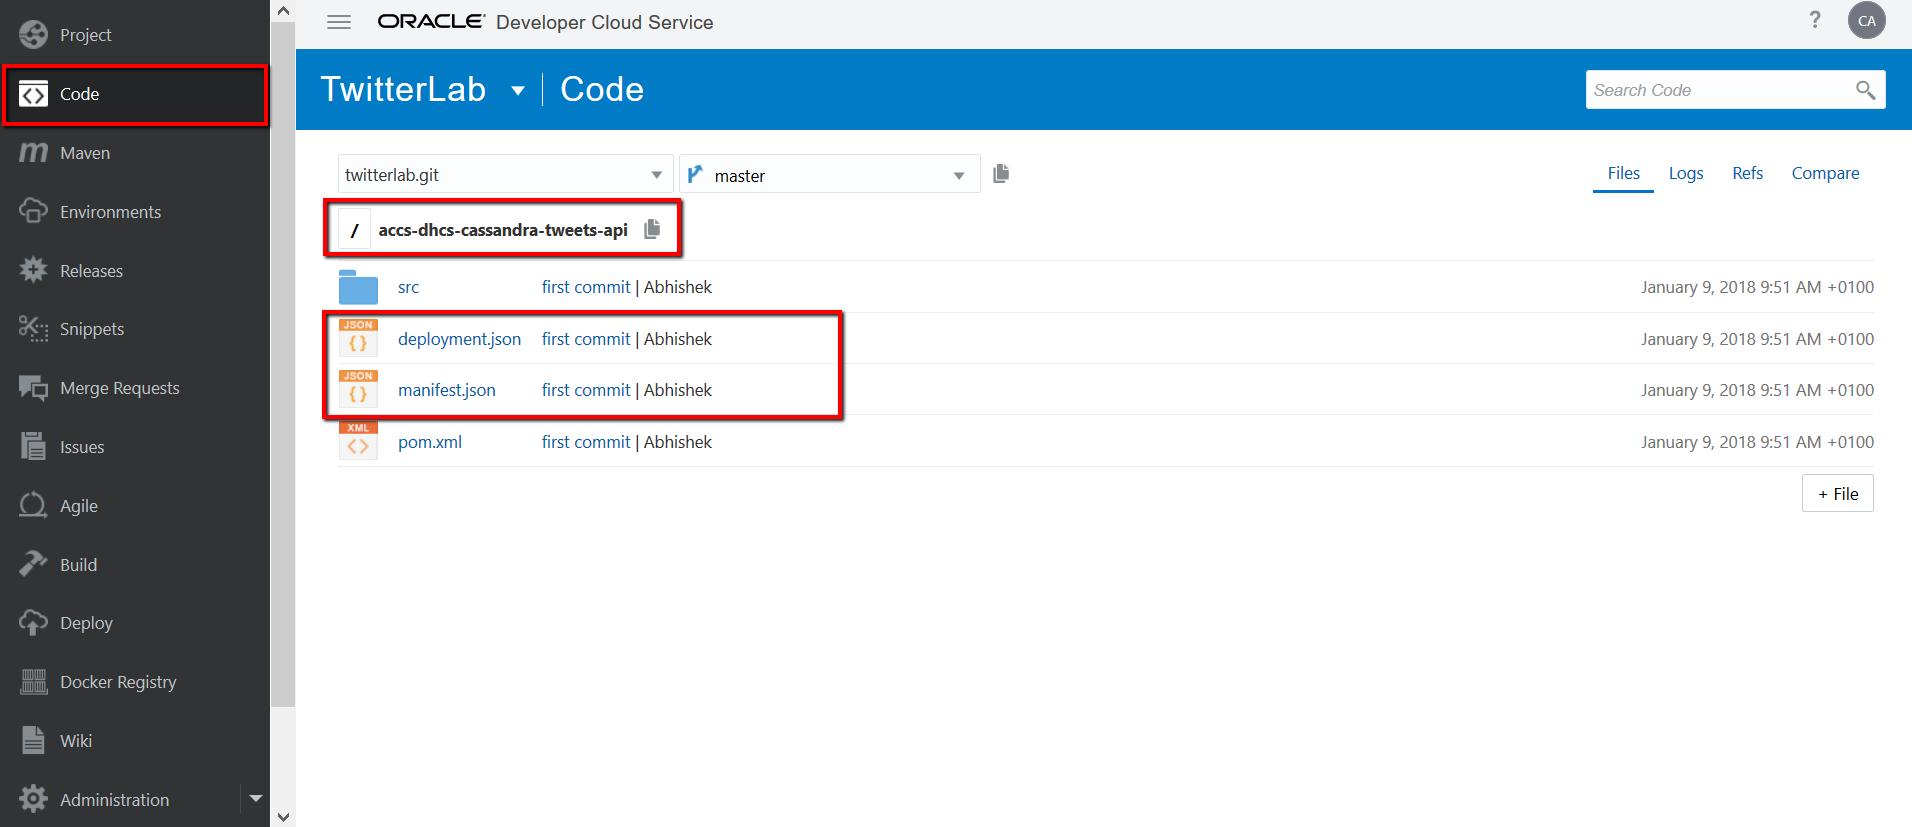 Project
Code
Maven
Environments
Releases
Snippets
Merge Requests
Issues
Agile
Build
Deploy
Docker Registry
Wiki
Administration
ORACLE Developer Cloud Service
? CA
TwitterLab Code
Search Code
twitterlab.git master
Files Logs Refs Compare
/ accs-dhcs-cassandra-tweets-api
src first commit | Abhishek January 9, 2018 9:51 AM +0100
JSON
{ } deployment.json first commit | Abhishek January 9, 2018 9:51 AM +0100
JSON
{ } manifest.json first commit | Abhishek January 9, 2018 9:51 AM +0100
XML
<> pom.xml first commit | Abhishek January 9, 2018 9:51 AM +0100
+ File